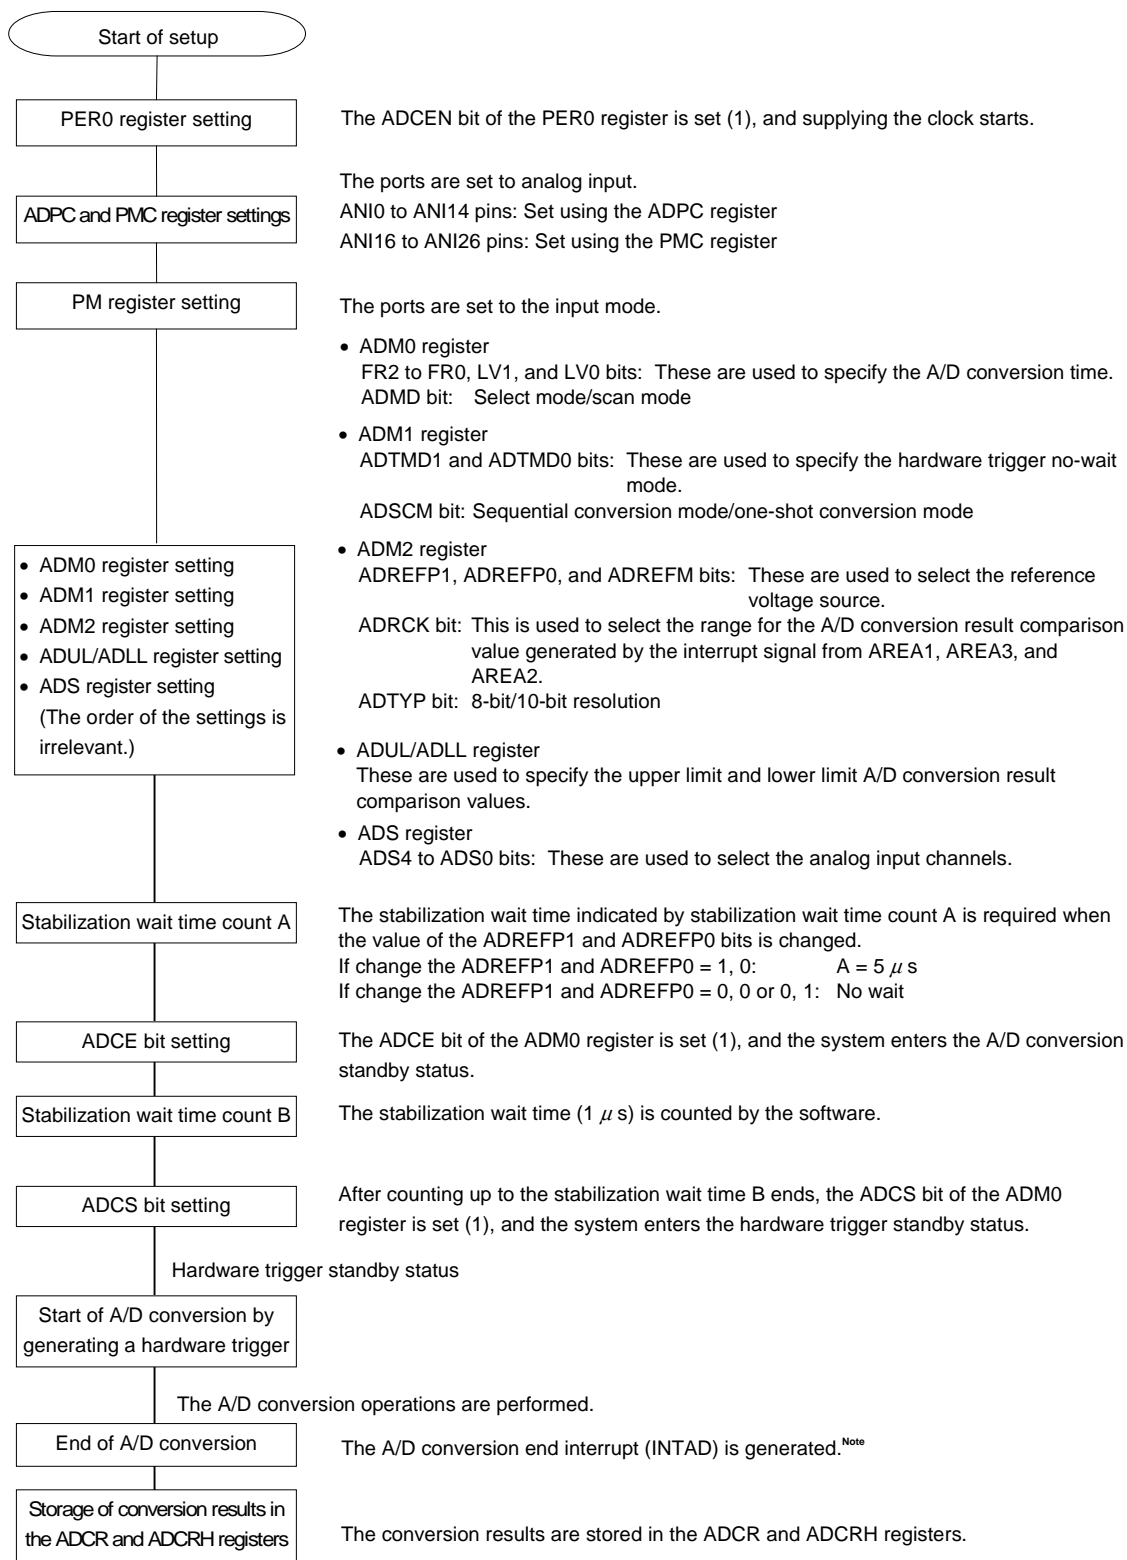 Start of setup
PER0 register setting
The ADCEN bit of the PER0 register is set (1), and supplying the clock starts.
The ports are set to analog input.
ADPC and PMC register settings
ANI0 to ANI14 pins: Set using the ADPC register
ANI16 to ANI26 pins: Set using the PMC register
PM register setting
The ports are set to the input mode.
• ADM0 register
FR2 to FR0, LV1, and LV0 bits: These are used to specify the A/D conversion time.
ADMD bit: Select mode/scan mode
• ADM1 register
ADTMD1 and ADTMD0 bits: These are used to specify the hardware trigger no-wait
mode.
ADSCM bit: Sequential conversion mode/one-shot conversion mode
• ADM0 register setting
• ADM1 register setting
• ADM2 register setting
• ADUL/ADLL register setting
• ADS register setting
(The order of the settings is
irrelevant.)
• ADM2 register
ADREFP1, ADREFP0, and ADREFM bits: These are used to select the reference
voltage source.
ADRCK bit: This is used to select the range for the A/D conversion result comparison
value generated by the interrupt signal from AREA1, AREA3, and
AREA2.
ADTYP bit: 8-bit/10-bit resolution
• ADUL/ADLL register
These are used to specify the upper limit and lower limit A/D conversion result
comparison values.
• ADS register
ADS4 to ADS0 bits: These are used to select the analog input channels.
Stabilization wait time count A
The stabilization wait time indicated by stabilization wait time count A is required when
the value of the ADREFP1 and ADREFP0 bits is changed.
If change the ADREFP1 and ADREFP0 = 1, 0: A = 5 μ s
If change the ADREFP1 and ADREFP0 = 0, 0 or 0, 1: No wait
ADCE bit setting
The ADCE bit of the ADM0 register is set (1), and the system enters the A/D conversion
standby status.
Stabilization wait time count B
The stabilization wait time (1 μ s) is counted by the software.
ADCS bit setting
After counting up to the stabilization wait time B ends, the ADCS bit of the ADM0
register is set (1), and the system enters the hardware trigger standby status.
Hardware trigger standby status
Start of A/D conversion by
generating a hardware trigger
The A/D conversion operations are performed.
End of A/D conversion
The A/D conversion end interrupt (INTAD) is generated.Note
Storage of conversion results in
the ADCR and ADCRH registers
The conversion results are stored in the ADCR and ADCRH registers.